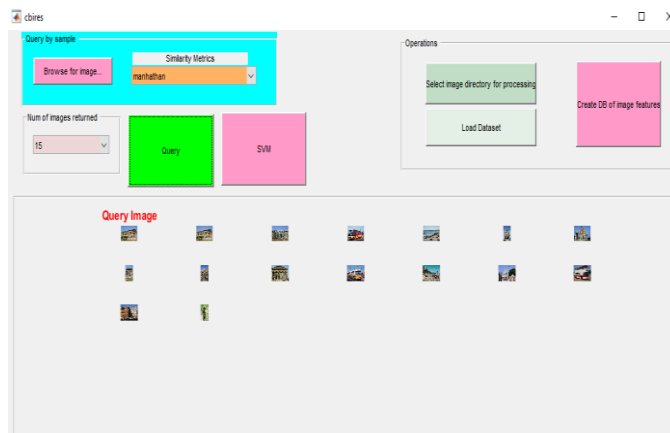 cbires
Query by sample
Browse for image...
Similarity Metrics
manhathan
Num of images returned
15
Query
SVM
Operations
Select image directory for processing
Load Dataset
Create DB of image features
Query Image